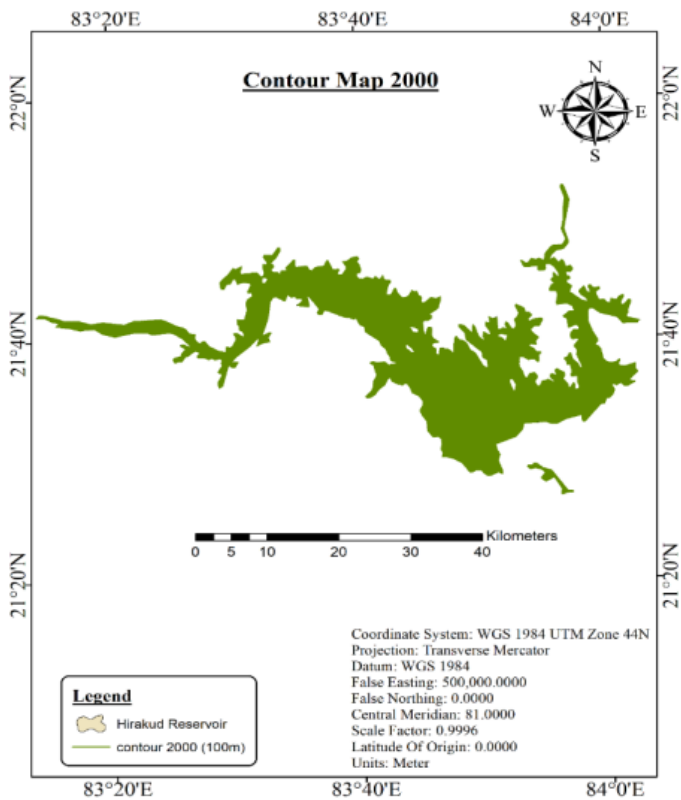 83°20'E 83°40'E 84°0'E
Contour Map 2000
N
W E
S
22°0'N 22°0'N
21°40'N 21°40'N
Kilometers
0 5 10 20 30 40
21°20'N 21°20'N
Coordinate System: WGS 1984 UTM Zone 44N
Projection: Transverse Mercator
Datum: WGS 1984
False Easting: 500,000.0000
False Northing: 0.0000
Central Meridian: 81.0000
Scale Factor: 0.9996
Latitude Of Origin: 0.0000
Units: Meter
Legend
Hirakud Reservoir
contour 2000 (100m)
83°20'E 83°40'E 84°0'E